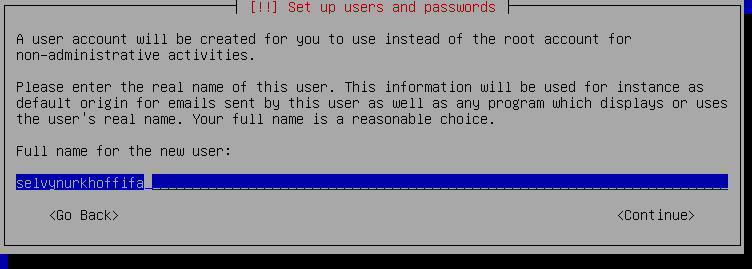 [!!] Set up users and passwords
A user account will be created for you to use instead of the root account for
non-administrative activities.
Please enter the real name of this user. This information will be used for instance as
default origin for emails sent by this user as well as any program which displays or uses
the user's real name. Your full name is a reasonable choice.
Full name for the new user:
selvynurkhoffifa
<Go Back> <Continue>